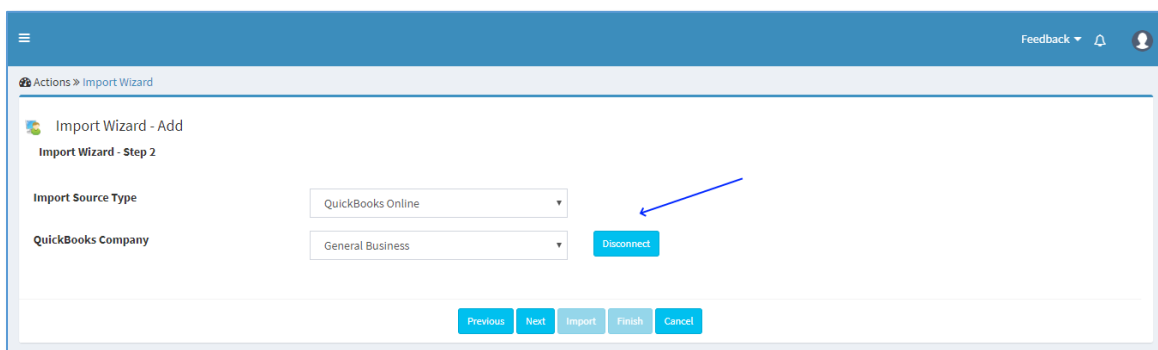 Feedback
Actions » Import Wizard
Import Wizard - Add
Import Wizard - Step 2
Import Source Type
QuickBooks Online
QuickBooks Company
General Business
Disconnect
Previous Next Import Finish Cancel